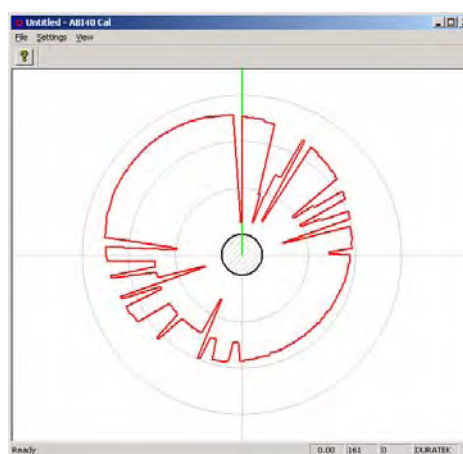 Untitled - ABI40 Cal
File Settings View
?
Ready 0.00 161 0 DURATEK